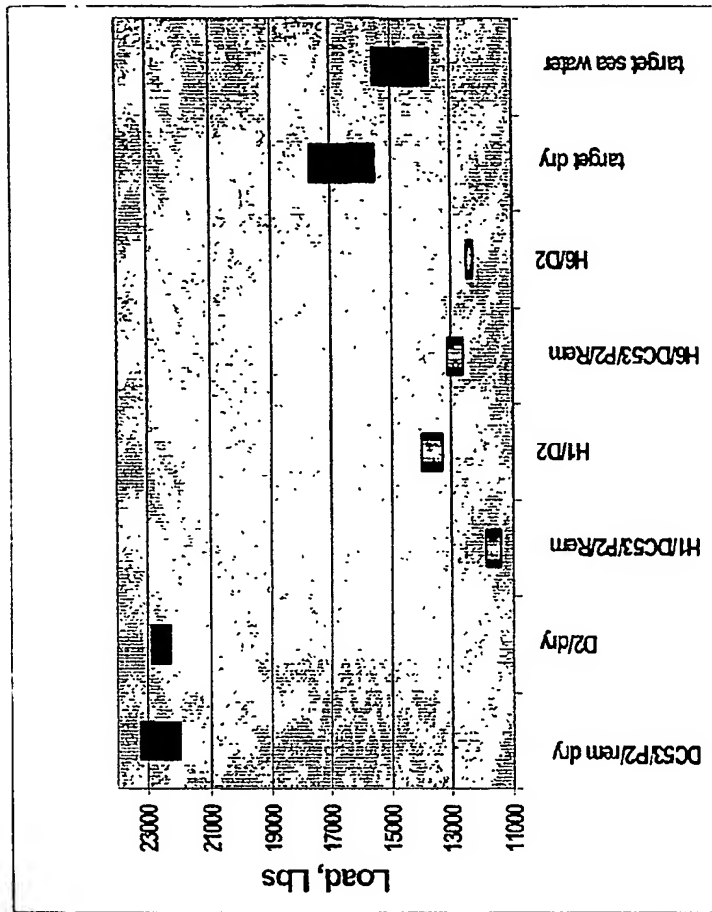 Load, Lbs
23000
21000
19000
17000
15000
13000
11000
DC53/P2/rem dry
D2/dry
H1/DC53/P2/Rem
H1/D2
H6/DC53/P2/Rem
H6/D2
target dry
target sea water